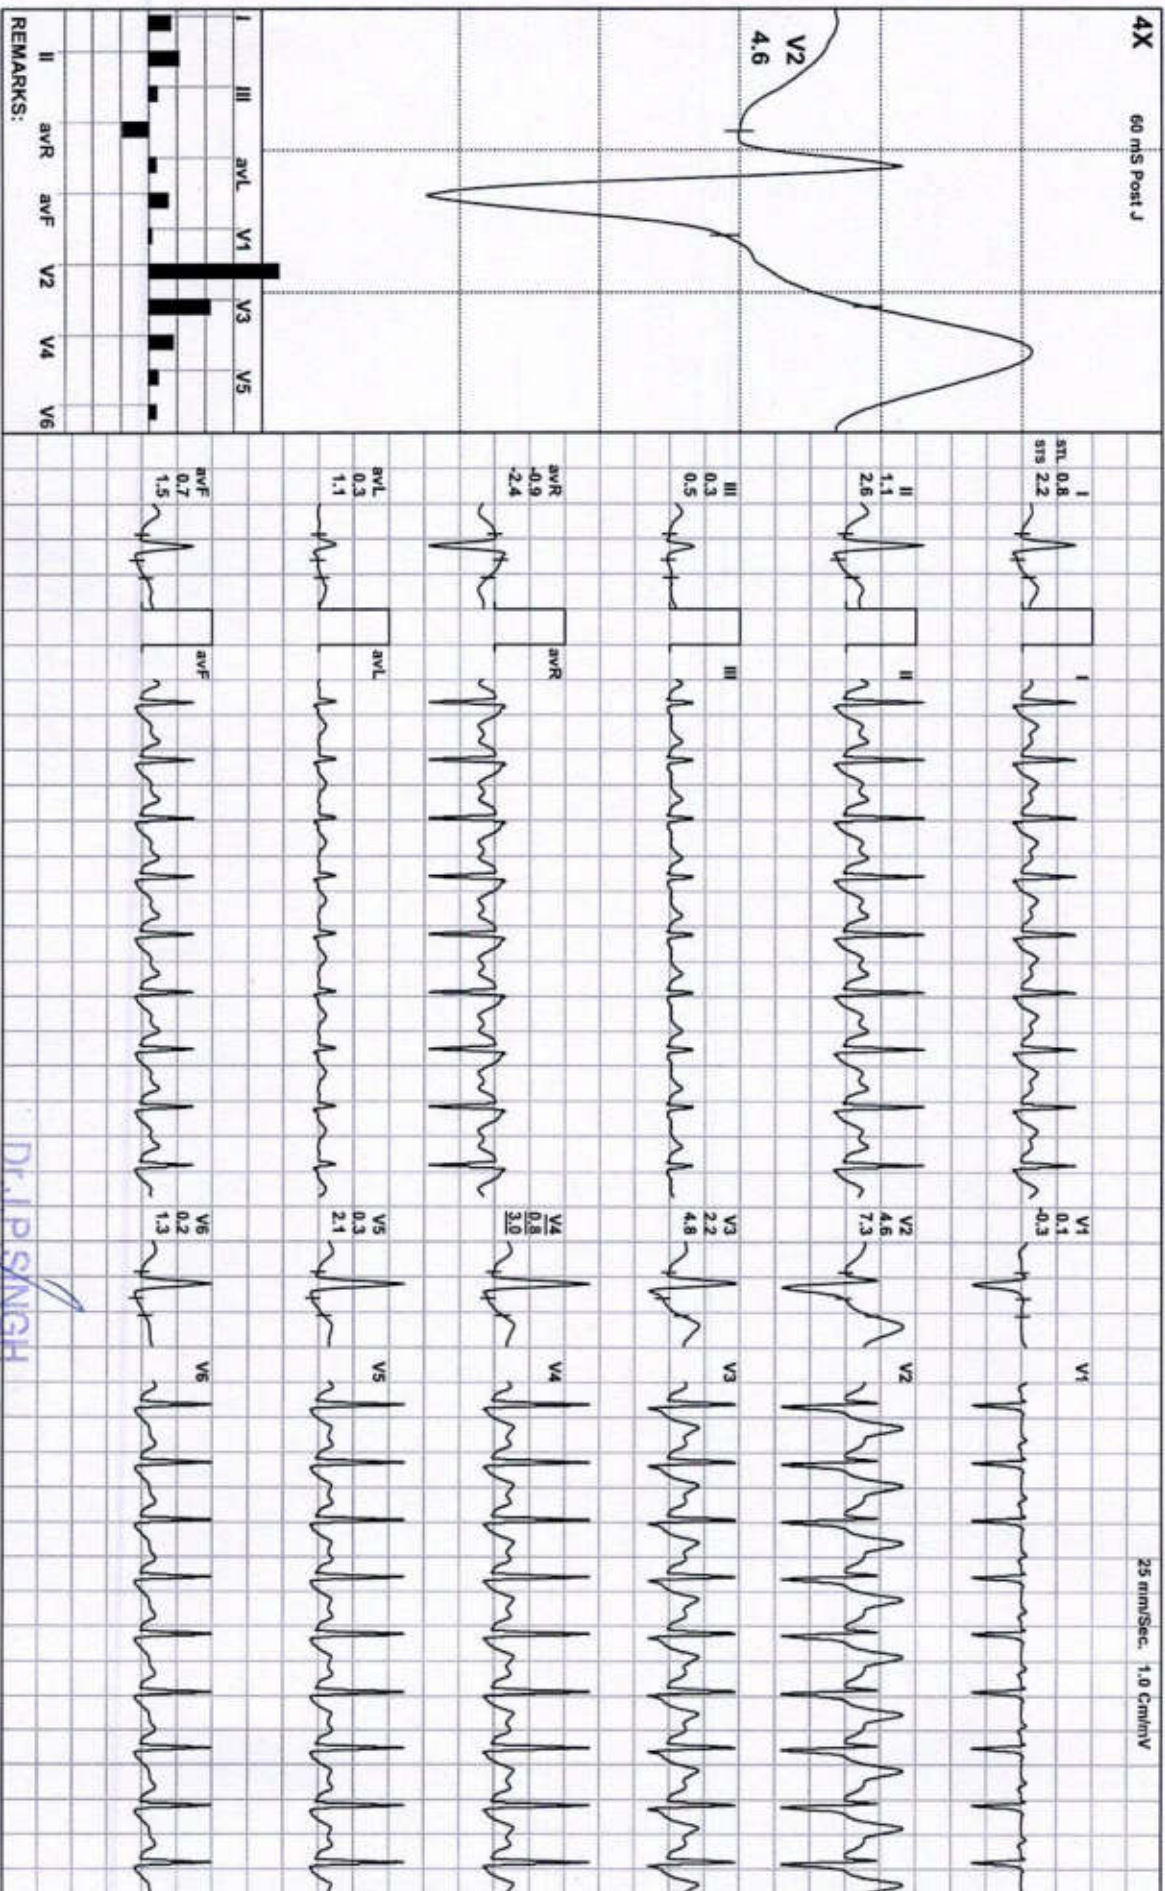 4X
60 mS Post J
25 mm/Sec. 1.0 Cm/mV
V2
4.6
I
STL 0.8
STS 2.2
I
V1
0.1
-0.3
V1
II
1.1
2.6
II
V2
4.6
7.3
V2
III
0.3
0.5
III
V3
2.2
4.8
V3
avR
-0.9
-2.4
avR
V4
0.8
3.0
V4
avL
0.3
1.1
avL
V5
0.3
2.1
V5
avF
0.7
1.5
avF
V6
0.2
1.3
V6
I III avL V1 V3 V5
II avR avF V2 V4 V6
REMARKS:
Dr.J.P.SINGH